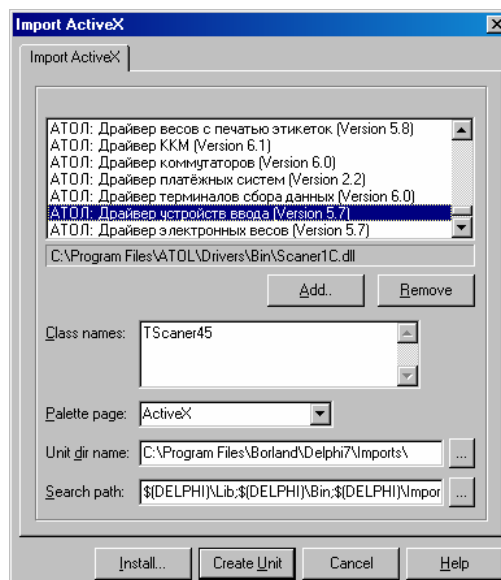 Import ActiveX
Import ActiveX
АТОЛ: Драйвер весов с печатью этикеток (Version 5.8)
АТОЛ: Драйвер ККМ (Version 6.1)
АТОЛ: Драйвер коммутаторов (Version 6.0)
АТОЛ: Драйвер платёжных систем (Version 2.2)
АТОЛ: Драйвер терминалов сбора данных (Version 6.0)
АТОЛ: Драйвер устройств ввода (Version 5.7)
АТОЛ: Драйвер электронных весов (Version 5.7)
C:\Program Files\ATOL\Drivers\Bin\Scaner1C.dll
Add.. Remove
Class names: TScaner45
Palette page: ActiveX
Unit dir name: C:\Program Files\Borland\Delphi7\Imports\ ...
Search path: $(DELPHI)\Lib;$(DELPHI)\Bin;$(DELPHI)\Impor ...
Install... Create Unit Cancel Help